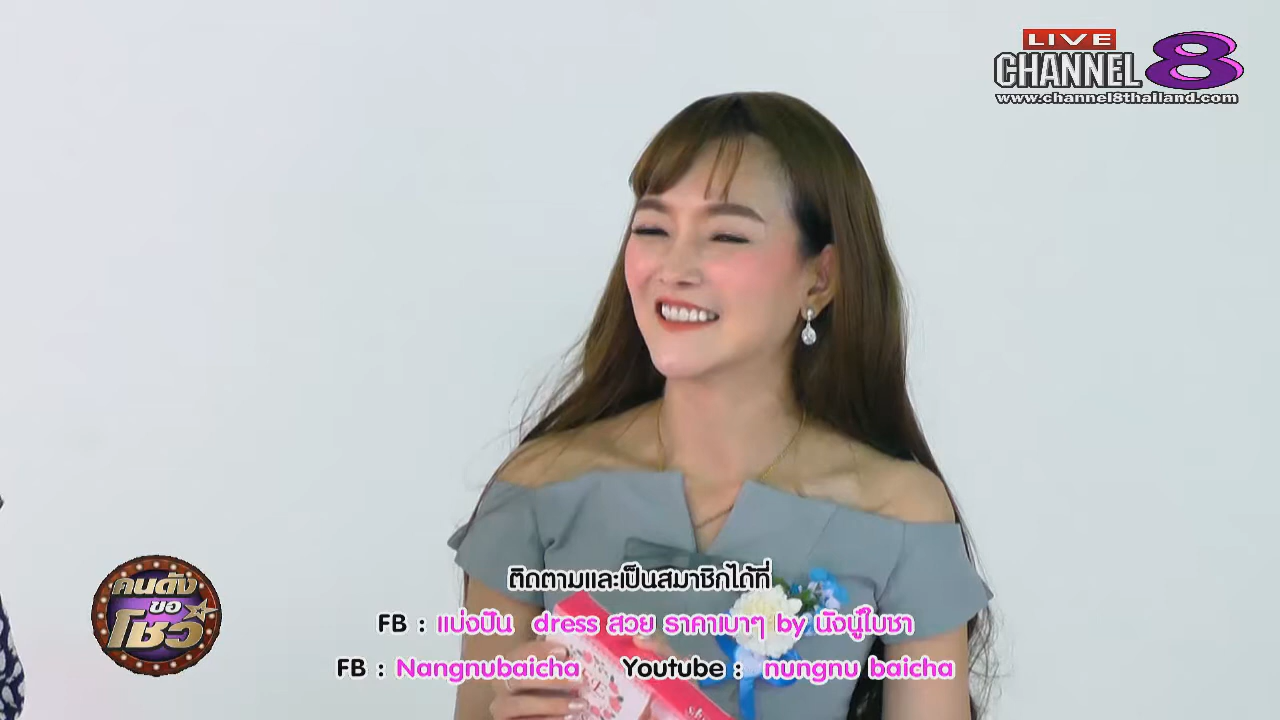 LIVE
CHANNEL 8
www.channel8thailand.com
ติดตามและเป็นสมาชิกได้ที่
FB : แบ่งปัน dress สวย ราคาเบาๆ by นังนู๋ใบชา
FB : Nangnubaicha Youtube : nungnu baicha
คนดัง
ขอ
โชว์